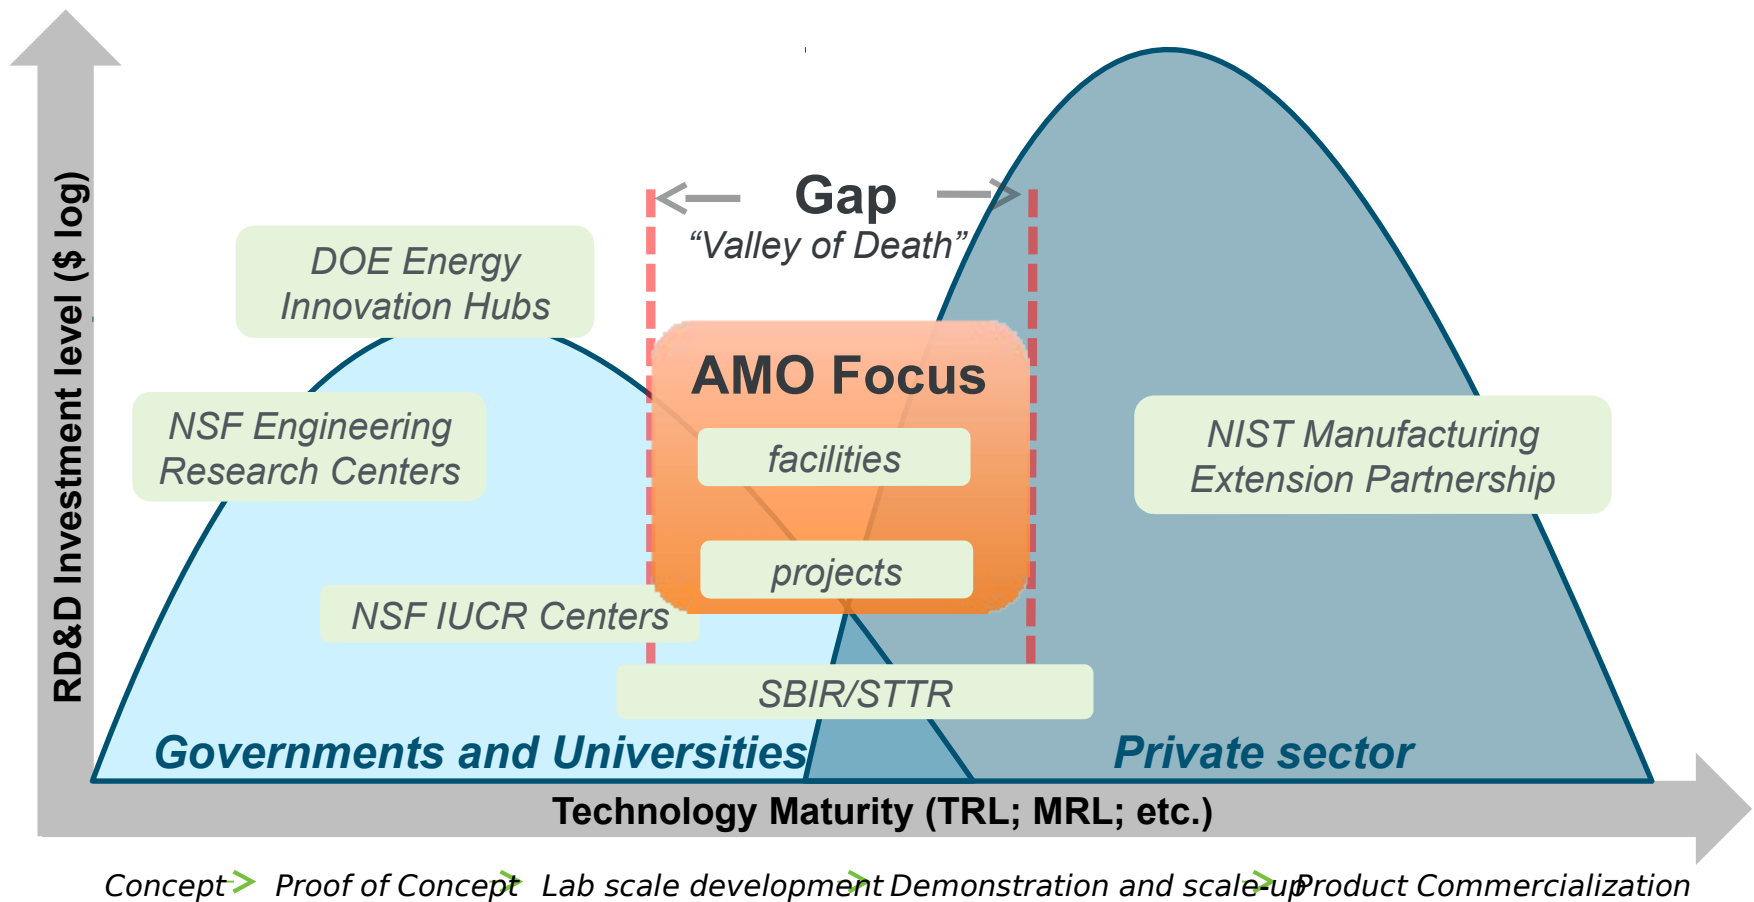 RD&D Investment level ($ log)
Gap
“Valley of Death”
DOE Energy
Innovation Hubs
AMO Focus
NSF Engineering
Research Centers
facilities
NIST Manufacturing
Extension Partnership
projects
NSF IUCR Centers
SBIR/STTR
Governments and Universities
Private sector
Technology Maturity (TRL; MRL; etc.)
Concept > Proof of Concept > Lab scale development > Demonstration and scale-up > Product Commercialization